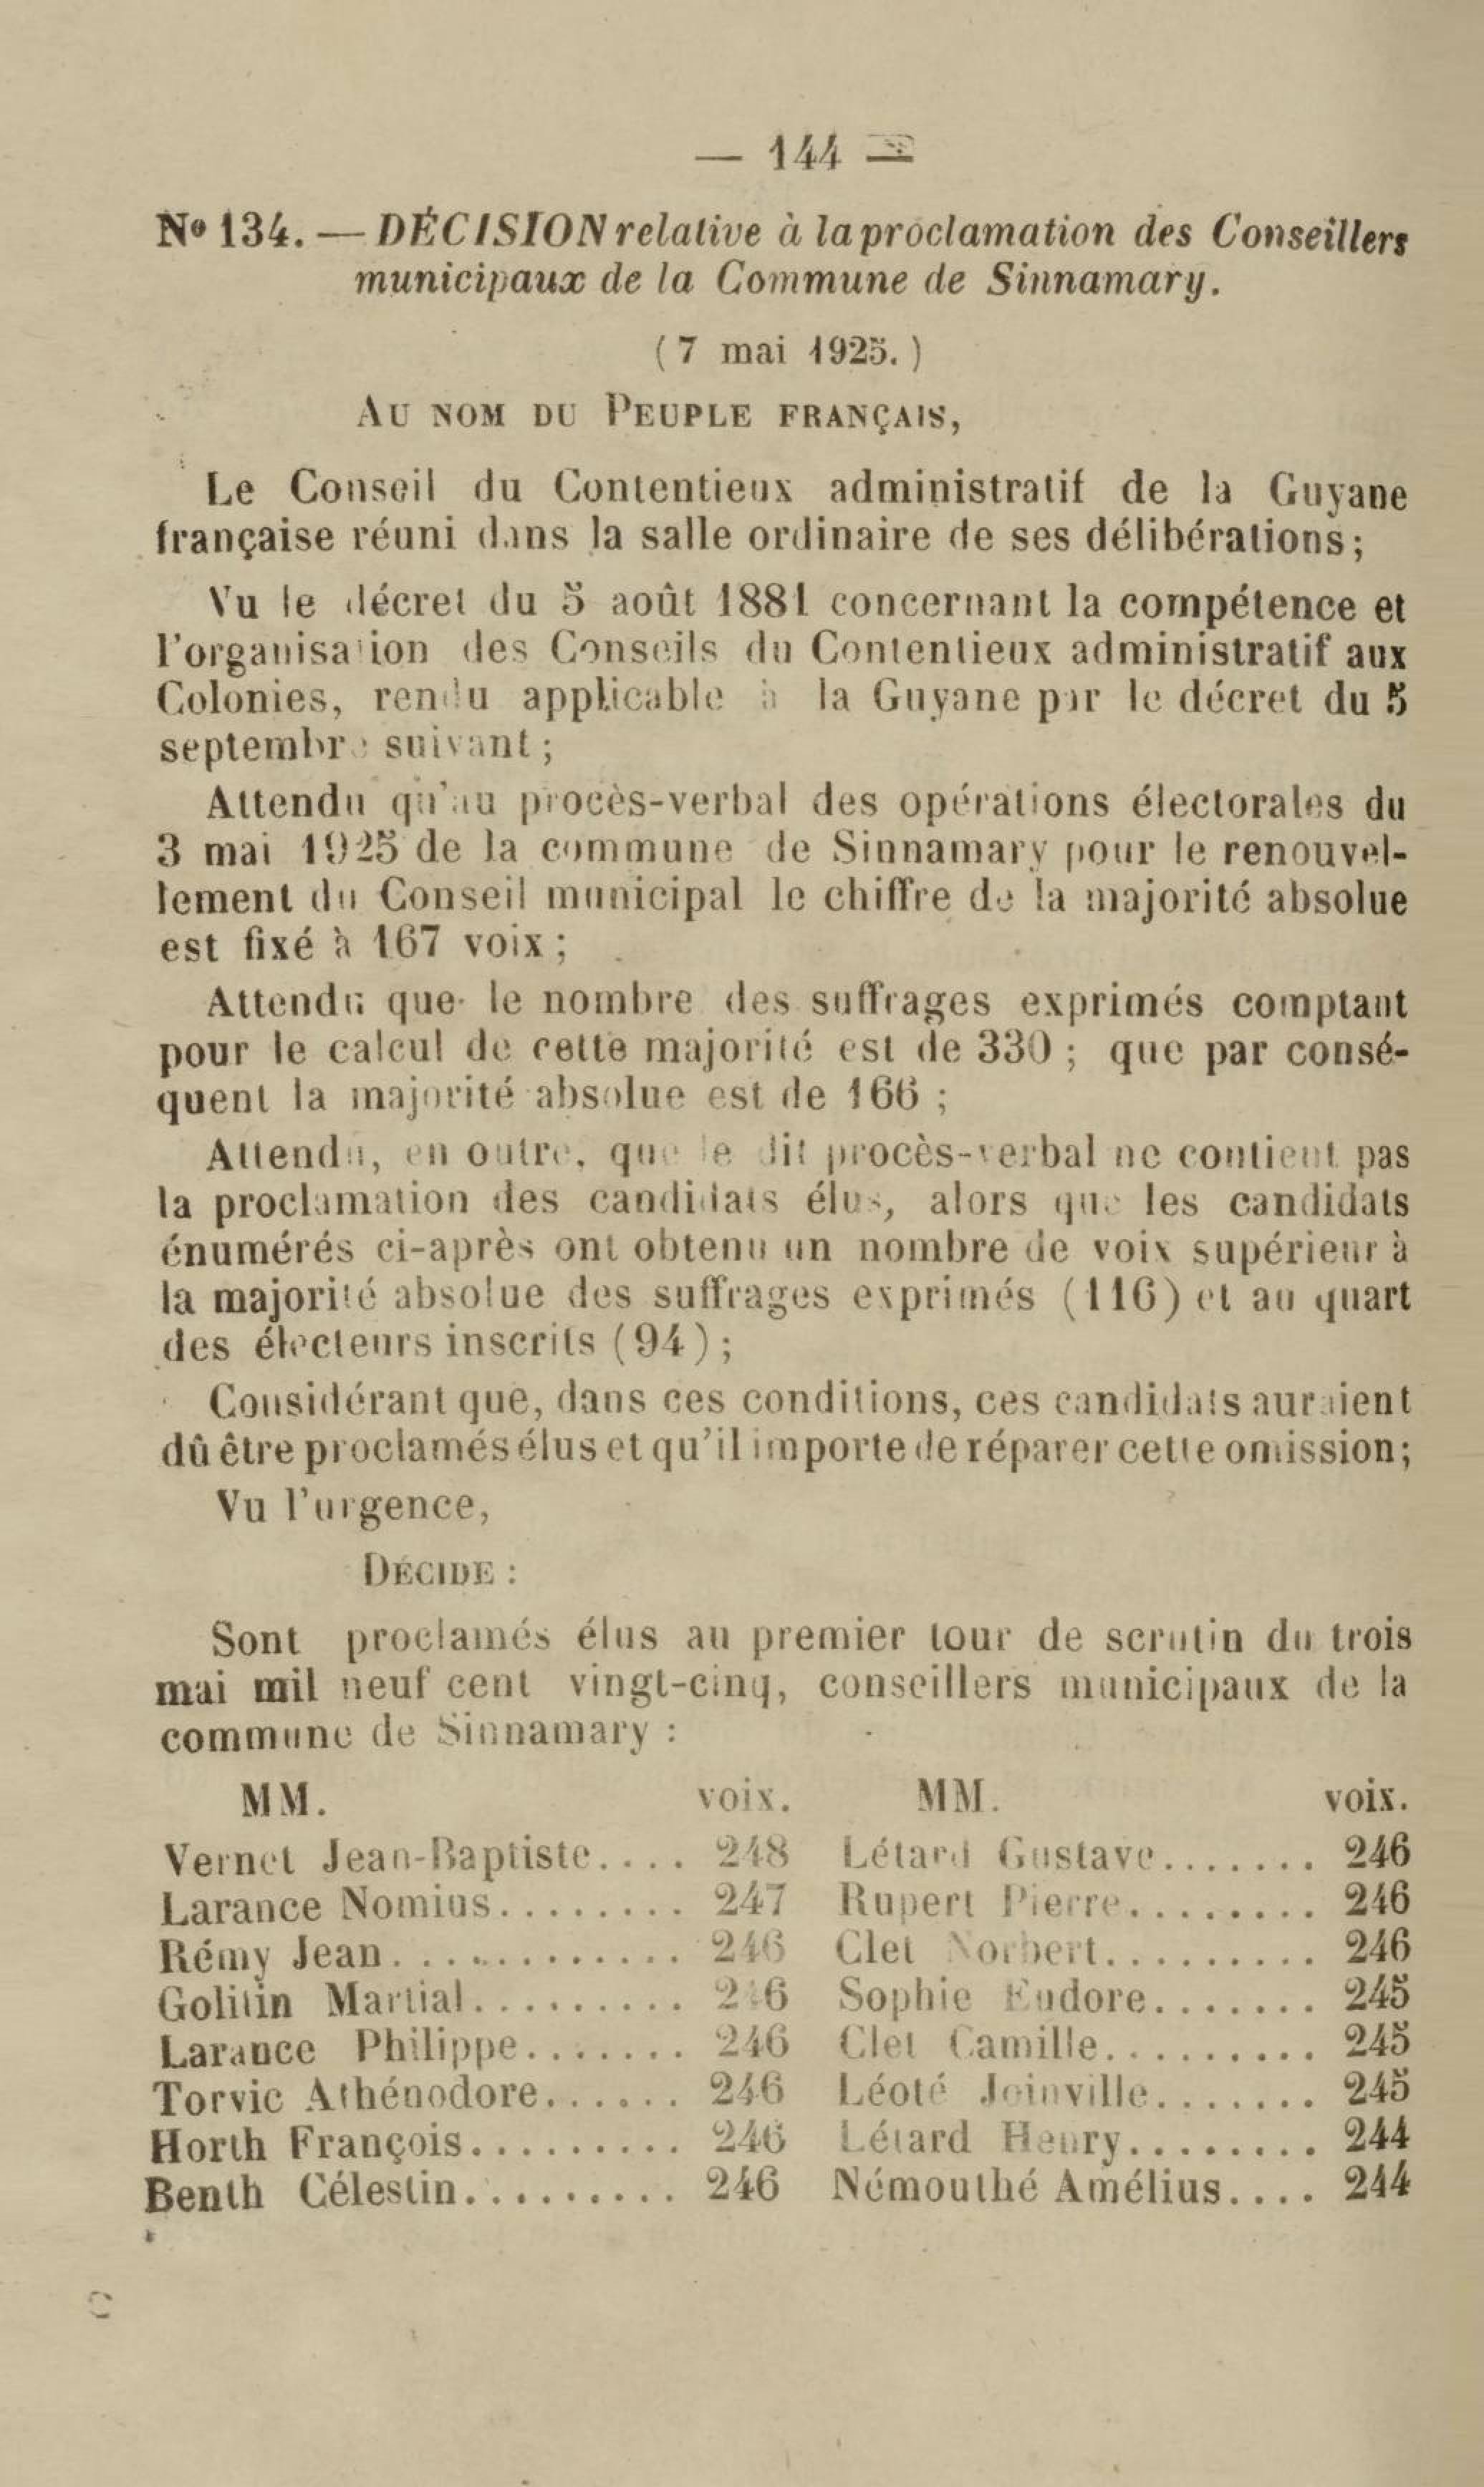 — 144 —
Nº 134. — DÉCISION relative à la proclamation des Conseillers
municipaux de la Commune de Sinnamary.
(7 mai 1925.)
AU NOM DU PEUPLE FRANÇAIS,
Le Conseil du Contentieux administratif de la Guyane
française réuni dans la salle ordinaire de ses délibérations;
Vu le décret du 5 août 1881 concernant la compétence et
l'organisation des Conseils du Contentieux administratif aux
Colonies, rendu applicable à la Guyane par le décret du 5
septembre suivant ;
Attendu qu'au procès-verbal des opérations électorales du
3 mai 1925 de la commune de Sinnamary pour le renouvel-
lement du Conseil municipal le chiffre de la majorité absolue
est fixé à 167 voix ;
Attendu que le nombre des suffrages exprimés comptant
pour le calcul de cette majorité est de 330 ; que par consé-
quent la majorité absolue est de 166 ;
Attendu, en outre, que le dit procès-verbal ne contient pas
la proclamation des candidats élus, alors que les candidats
énumérés ci-après ont obtenu un nombre de voix supérieur à
la majorité absolue des suffrages exprimés (116) et au quart
des électeurs inscrits (94) ;
Considérant que, dans ces conditions, ces candidats auraient
dû être proclamés élus et qu'il importe de réparer cette omission;
Vu l'urgence,
DÉCIDE :
Sont proclamés élus au premier tour de scrutin du trois
mai mil neuf cent vingt-cinq, conseillers municipaux de la
commune de Sinnamary :
MM. voix. MM. voix.
Vernet Jean-Baptiste.... 248 Létard Gustave....... 246
Larance Nomius........ 247 Rupert Pierre......... 246
Rémy Jean............. 246 Clet Norbert.......... 246
Golitin Martial......... 246 Sophie Eudore....... 245
Larance Philippe....... 246 Clet Camille.......... 245
Torvic Athénodore...... 246 Léoté Joinville....... 245
Horth François......... 246 Létard Henry........ 244
Benth Célestin......... 246 Némouthé Amélius.... 244